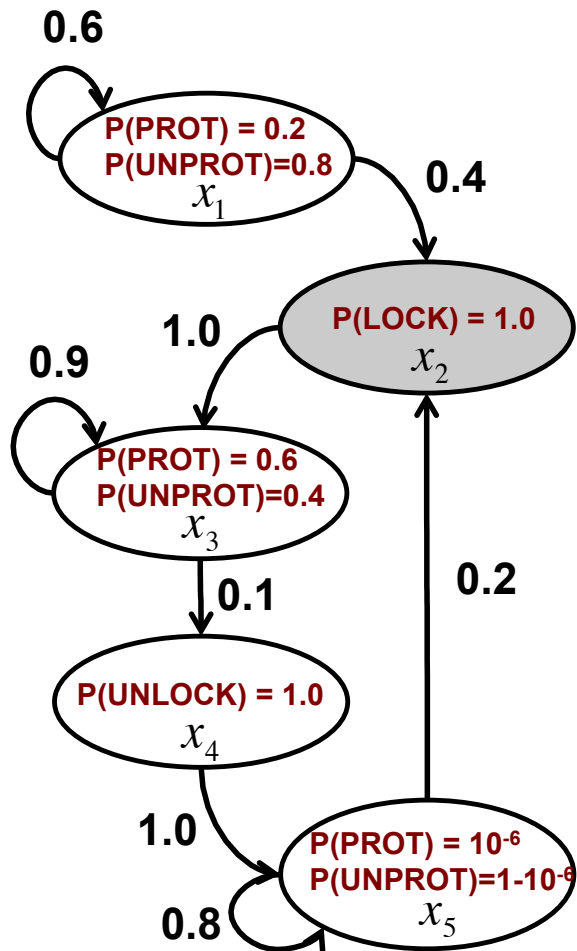 0.6
P(PROT) = 0.2
P(UNPROT)=0.8
x₁
0.4
P(LOCK) = 1.0
x₂
1.0
0.9
P(PROT) = 0.6
P(UNPROT)=0.4
x₃
0.1
0.2
P(UNLOCK) = 1.0
x₄
1.0
P(PROT) = 10⁻⁶
P(UNPROT)=1-10⁻⁶
x₅
0.8